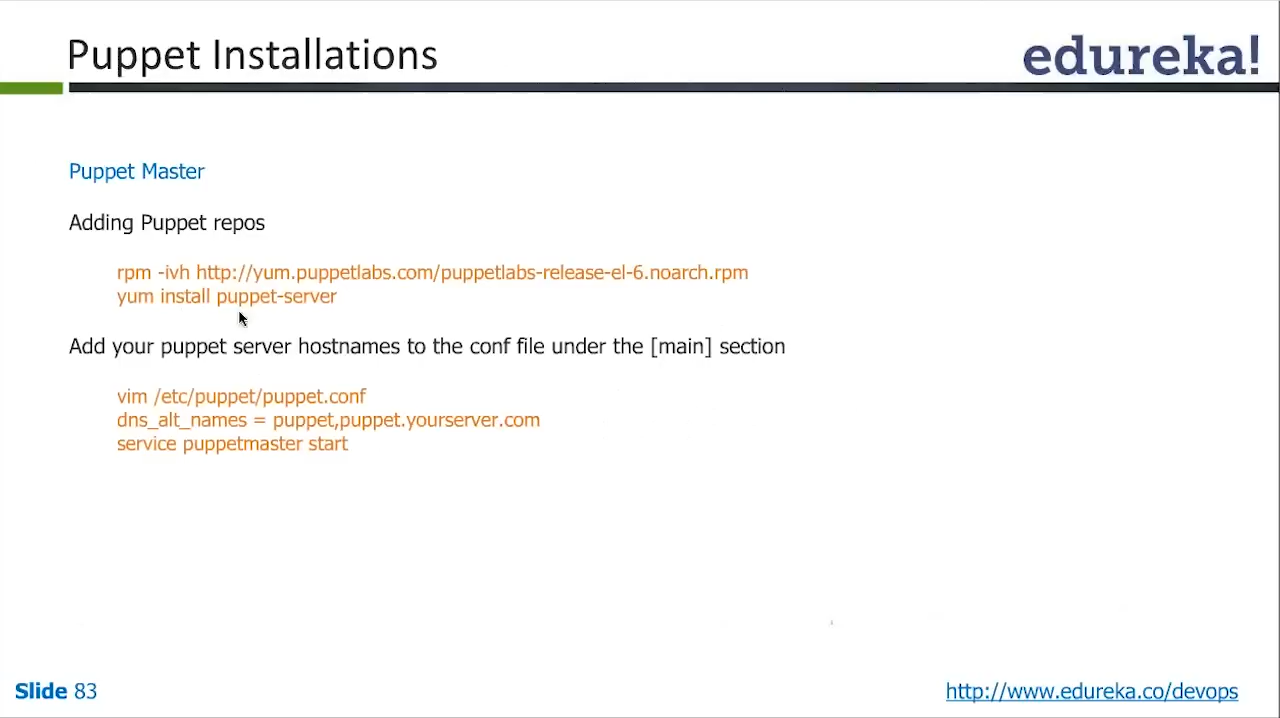 Puppet Installations
edureka!
Puppet Master
Adding Puppet repos
rpm -ivh http://yum.puppetlabs.com/puppetlabs-release-el-6.noarch.rpm
yum install puppet-server
Add your puppet server hostnames to the conf file under the [main] section
vim /etc/puppet/puppet.conf
dns_alt_names = puppet,puppet.yourserver.com
service puppetmaster start
Slide 83
http://www.edureka.co/devops